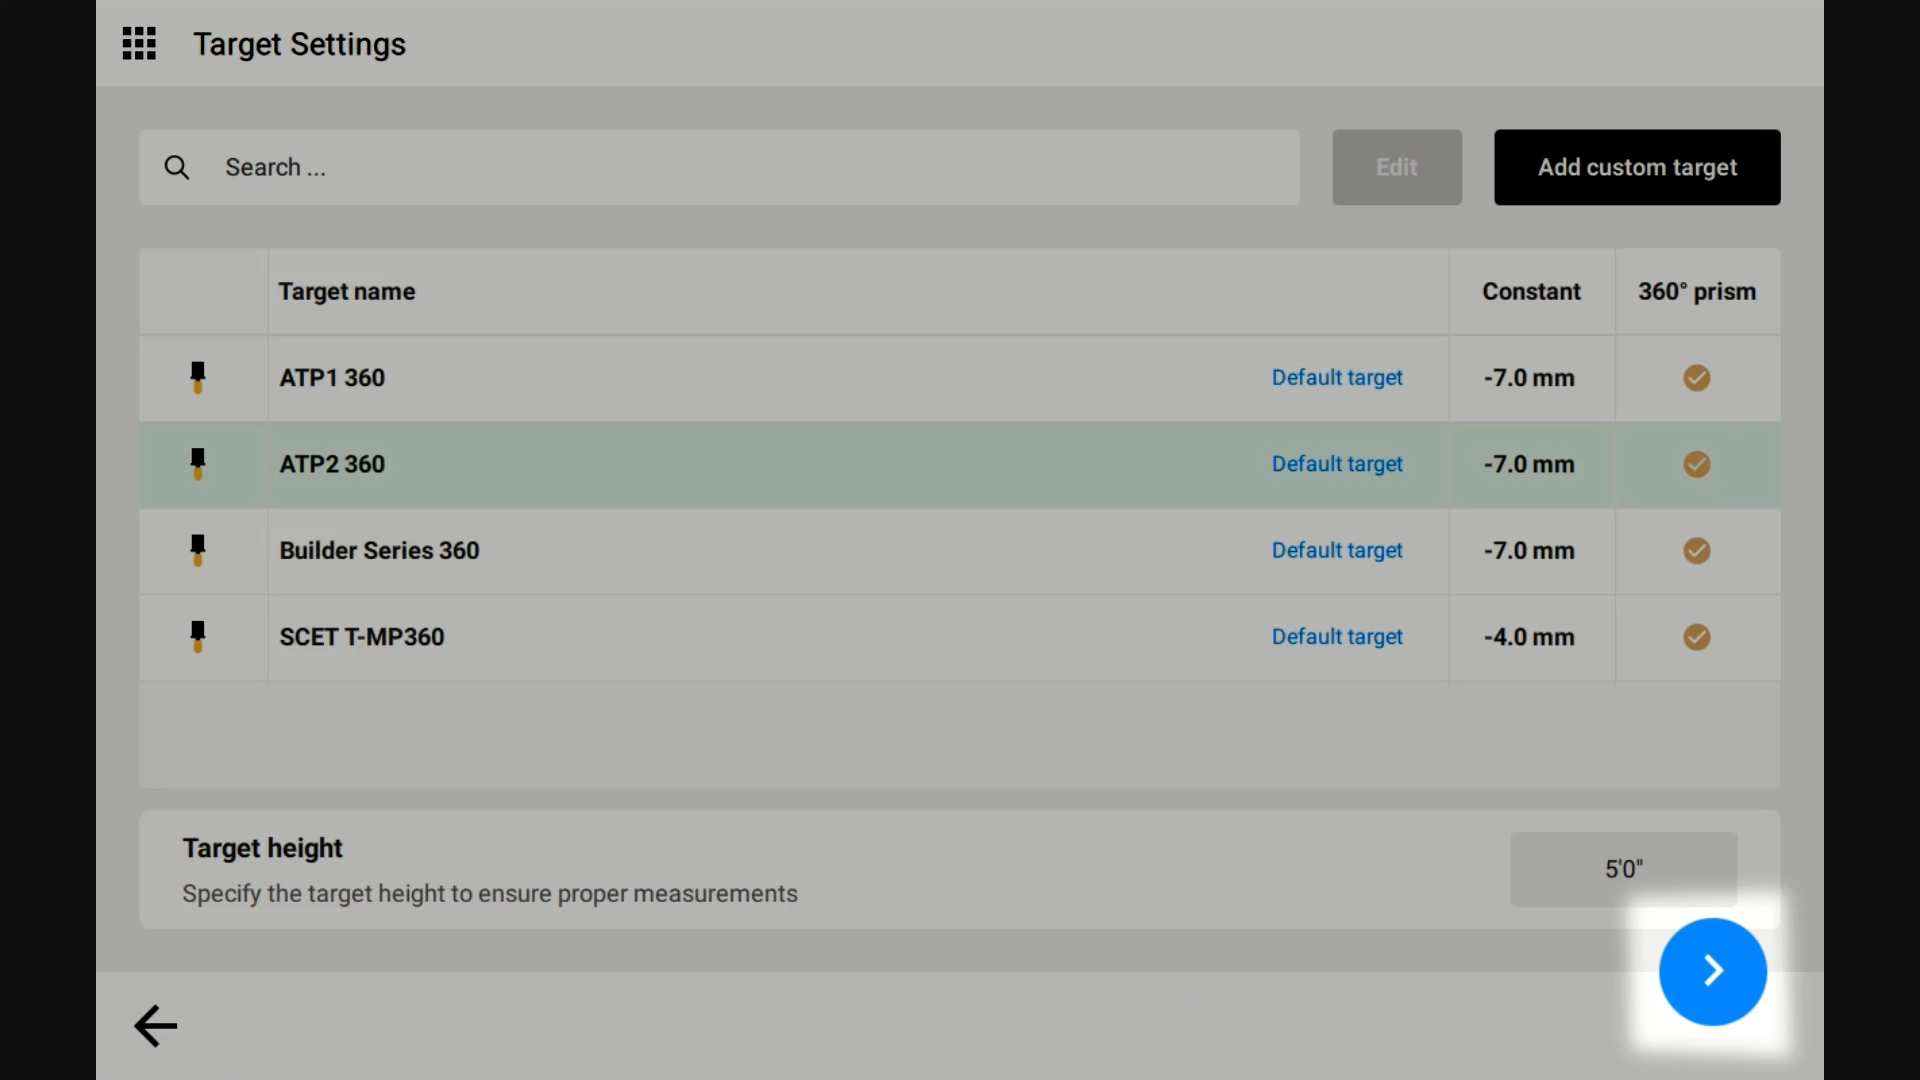 Target Settings
Search ...
Edit
Add custom target
Target name Constant 360° prism
ATP1 360 Default target -7.0 mm
ATP2 360 Default target -7.0 mm
Builder Series 360 Default target -7.0 mm
SCET T-MP360 Default target -4.0 mm
Target height
Specify the target height to ensure proper measurements
5'0"